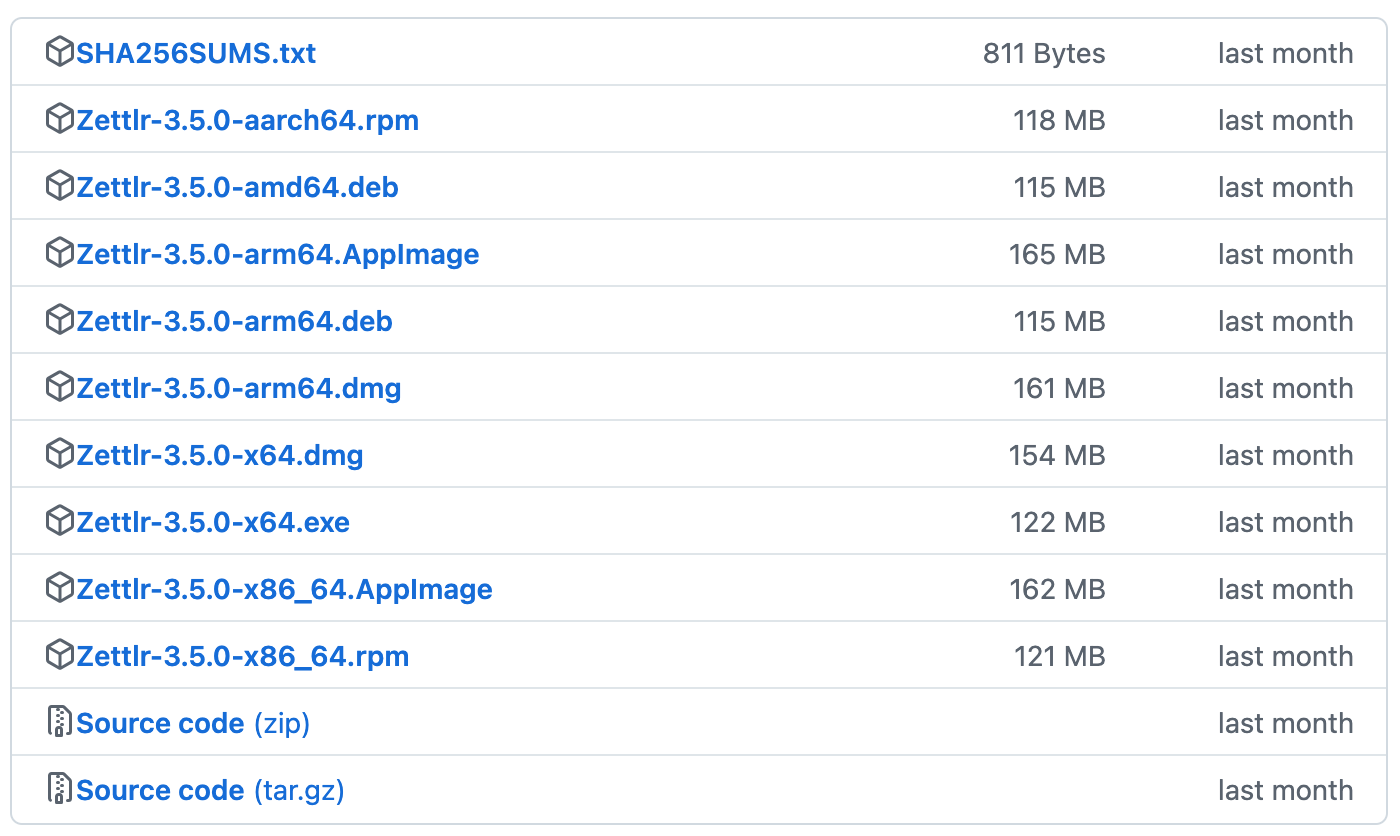 SHA256SUMS.txt 811 Bytes last month
Zettlr-3.5.0-aarch64.rpm 118 MB last month
Zettlr-3.5.0-amd64.deb 115 MB last month
Zettlr-3.5.0-arm64.AppImage 165 MB last month
Zettlr-3.5.0-arm64.deb 115 MB last month
Zettlr-3.5.0-arm64.dmg 161 MB last month
Zettlr-3.5.0-x64.dmg 154 MB last month
Zettlr-3.5.0-x64.exe 122 MB last month
Zettlr-3.5.0-x86_64.AppImage 162 MB last month
Zettlr-3.5.0-x86_64.rpm 121 MB last month
Source code (zip) last month
Source code (tar.gz) last month